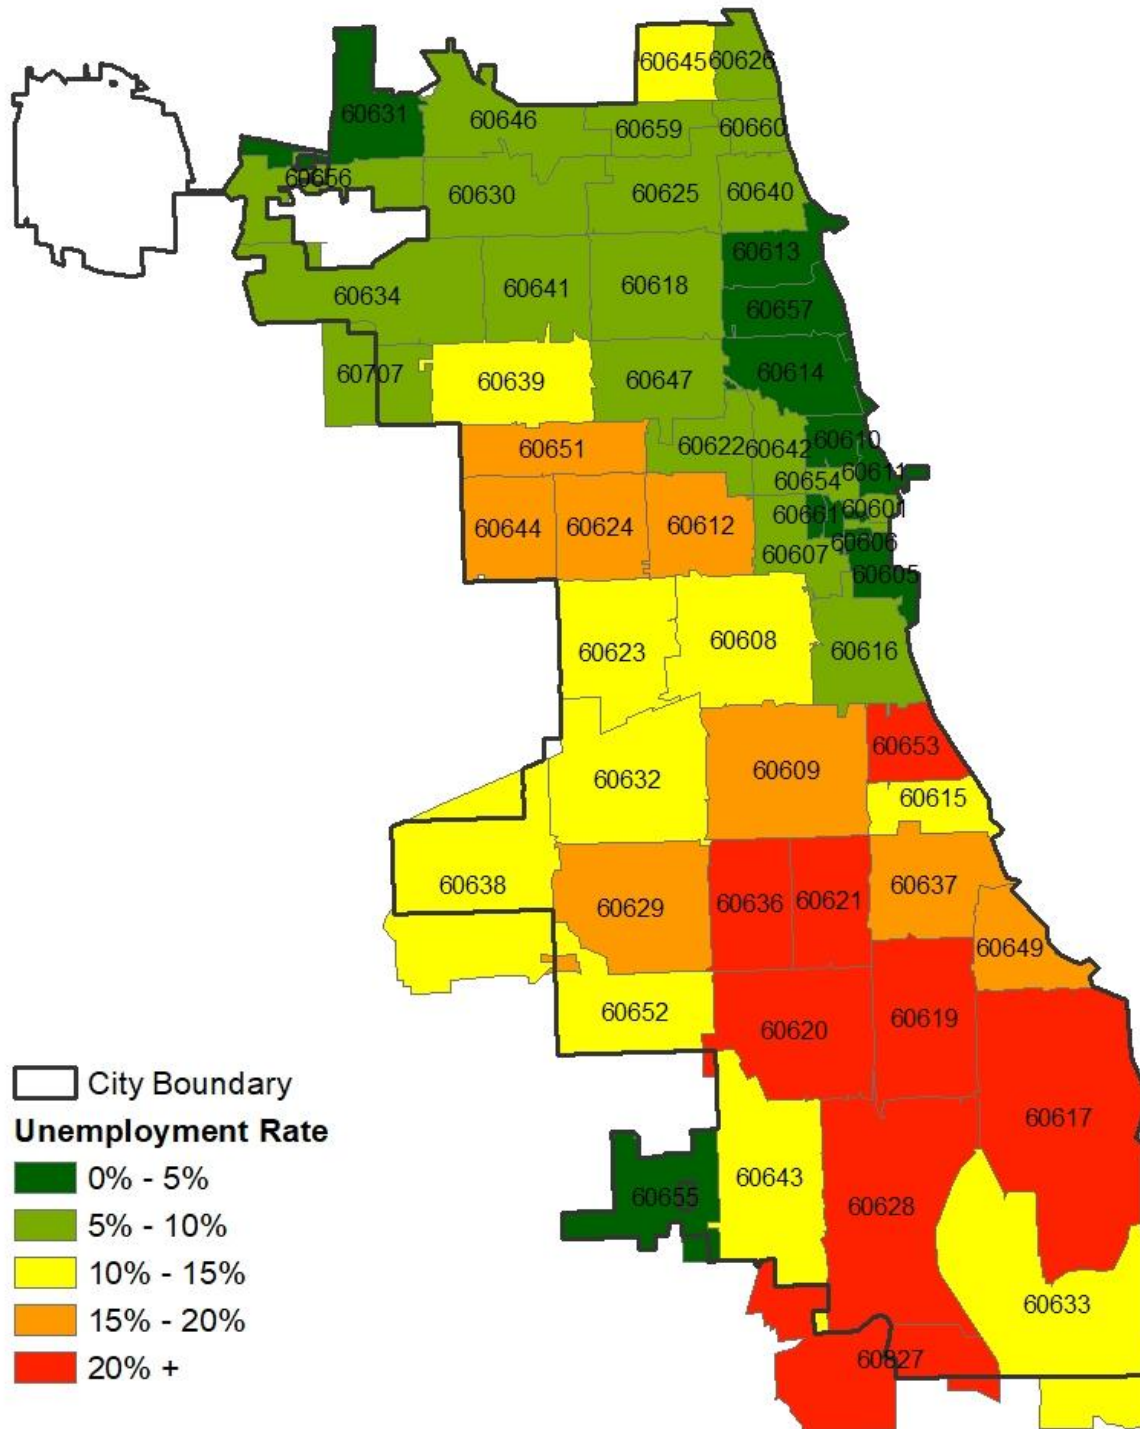 60645 60626
60631 60646 60659 60660
60656 60630 60625 60640
60613
60634 60641 60618 60657
60707 60639 60647 60614
60651 60622 60642 60610
60654 60611
60644 60624 60612 60661 60601
60607 60606
60605
60623 60608 60616
60632 60609 60653
60615
60638 60629 60636 60621 60637
60649
60652 60620 60619
City Boundary
60617
Unemployment Rate
0% - 5%
60655 60643 60628
5% - 10%
10% - 15%
60633
15% - 20%
20% +
60827